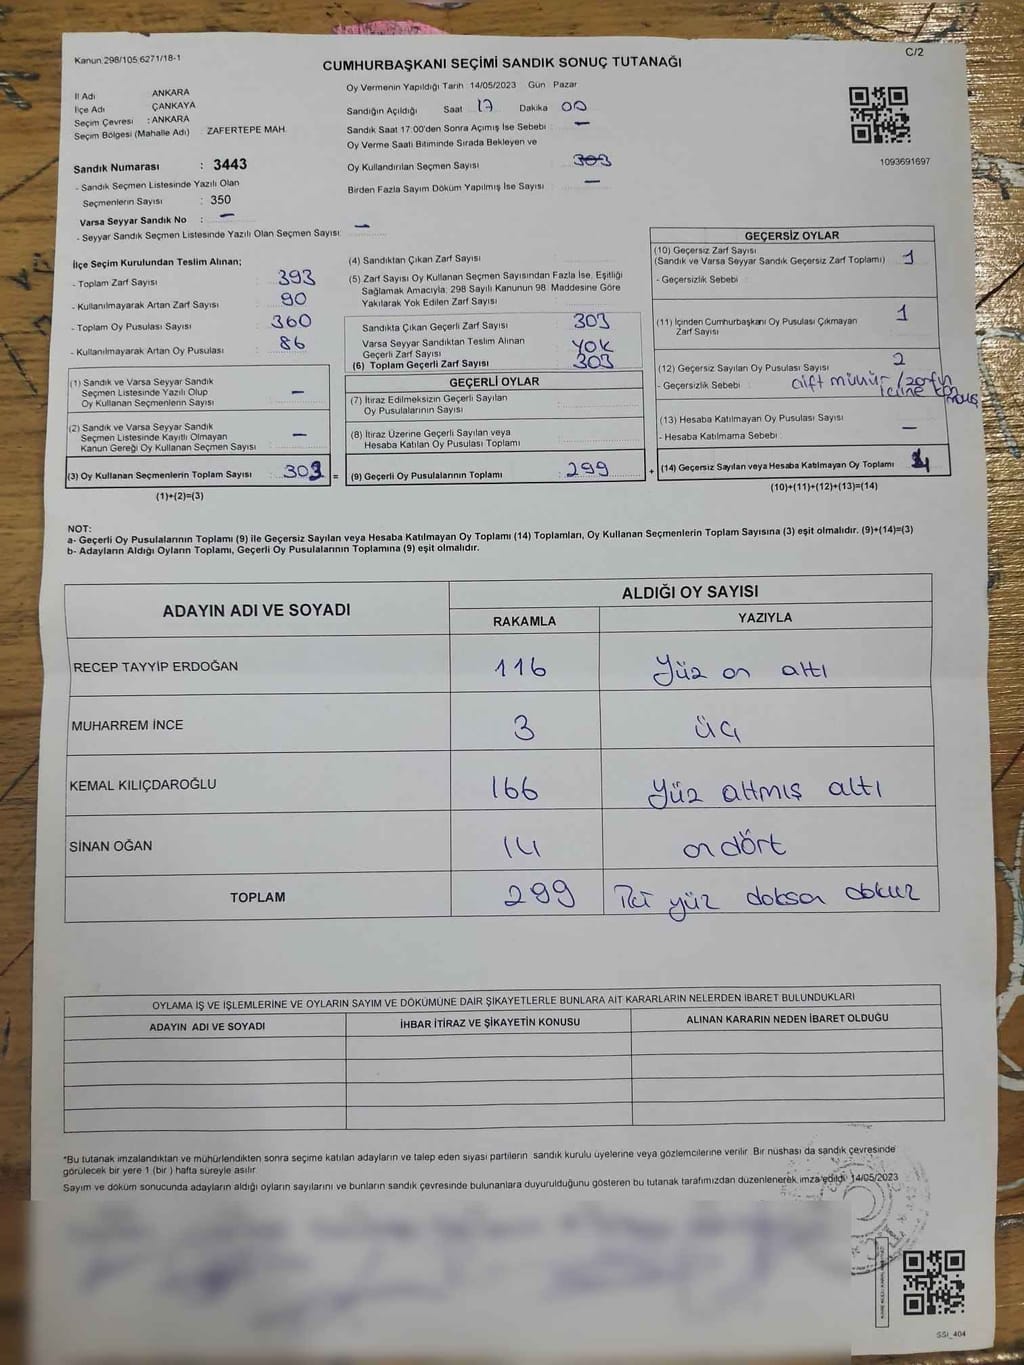 Kanun 298/105 6271/18-1
C/2
CUMHURBAŞKANI SEÇİMİ SANDIK SONUÇ TUTANAĞI
İl Adı ANKARA
İlçe Adı ÇANKAYA
Seçim Çevresi : ANKARA
Seçim Bölgesi (Mahalle Adı) : ZAFERTEPE MAH.
Sandık Numarası : 3443
- Sandık Seçmen Listesinde Yazılı Olan
Seçmenlerin Sayısı : 350
Varsa Seyyar Sandık No : -
- Seyyar Sandık Seçmen Listesinde Yazılı Olan Seçmen Sayısı: -
Oy Vermenin Yapıldığı Tarih 14/05/2023 Gün Pazar
Sandığın Açıldığı Saat 17 Dakika 00
Sandık Saat 17:00'den Sonra Açımış İse Sebebi : -
Oy Verme Saati Bitiminde Sırada Bekleyen ve
Oy Kullandırılan Seçmen Sayısı 303
Birden Fazla Sayım Döküm Yapılmış İse Sayısı : -
1093691697
İlçe Seçim Kurulundan Teslim Alınan;
- Toplam Zarf Sayısı : 393
- Kullanılmayarak Artan Zarf Sayısı : 90
- Toplam Oy Pusulası Sayısı : 360
- Kullanılmayarak Artan Oy Pusulası : 86
(1) Sandık ve Varsa Seyyar Sandık
Seçmen Listesinde Yazılı Olup
Oy Kullanan Seçmenlerin Sayısı -
(2) Sandık ve Varsa Seyyar Sandık
Seçmen Listesinde Kayıtlı Olmayan
Kanun Gereği Oy Kullanan Seçmen Sayısı -
(3) Oy Kullanan Seçmenlerin Toplam Sayısı 303 =
(1)+(2)=(3)
(4) Sandıktan Çıkan Zarf Sayısı
(5) Zarf Sayısı Oy Kullanan Seçmen Sayısından Fazla İse, Eşitliği
Sağlamak Amacıyla; 298 Sayılı Kanunun 98. Maddesine Göre
Yakılarak Yok Edilen Zarf Sayısı
Sandıkta Çıkan Geçerli Zarf Sayısı : 303
Varsa Seyyar Sandıktan Teslim Alınan
Geçerli Zarf Sayısı : YOK
(6) Toplam Geçerli Zarf Sayısı : 303
GEÇERLİ OYLAR
(7) İtiraz Edilmeksizin Geçerli Sayılan
Oy Pusulalarının Sayısı
(8) İtiraz Üzerine Geçerli Sayılan veya
Hesaba Katılan Oy Pusulası Toplamı
(9) Geçerli Oy Pusulalarının Toplamı : 299 +
GEÇERSİZ OYLAR
(10) Geçersiz Zarf Sayısı
(Sandık ve Varsa Seyyar Sandık Geçersiz Zarf Toplamı) : 1
- Geçersizlik Sebebi :
(11) İçinden Cumhurbaşkanı Oy Pusulası Çıkmayan
Zarf Sayısı 1
(12) Geçersiz Sayılan Oy Pusulası Sayısı 2
- Geçersizlik Sebebi : çift mühür / zarfın
içine
(13) Hesaba Katılmayan Oy Pusulası Sayısı -
- Hesaba Katılmama Sebebi :
(14) Geçersiz Sayılan veya Hesaba Katılmayan Oy Toplamı : 4
(10)+(11)+(12)+(13)=(14)
NOT:
a- Geçerli Oy Pusulalarının Toplamı (9) ile Geçersiz Sayılan veya Hesaba Katılmayan Oy Toplamı (14) Toplamları, Oy Kullanan Seçmenlerin Toplam Sayısına (3) eşit olmalıdır. (9)+(14)=(3)
b- Adayların Aldığı Oyların Toplamı, Geçerli Oy Pusulalarının Toplamına (9) eşit olmalıdır.
ADAYIN ADI VE SOYADI
ALDIĞI OY SAYISI
RAKAMLA YAZIYLA
RECEP TAYYİP ERDOĞAN 116 Yüz on altı
MUHARREM İNCE 3 üç
KEMAL KILIÇDAROĞLU 166 Yüz altmış altı
SİNAN OĞAN 14 on dört
TOPLAM 299 İki yüz doksan dokuz
OYLAMA İŞ VE İŞLEMLERİNE VE OYLARIN SAYIM VE DÖKÜMÜNE DAİR ŞİKAYETLERLE BUNLARA AİT KARARLARIN NELERDEN İBARET BULUNDUKLARI
ADAYIN ADI VE SOYADI İHBAR İTİRAZ VE ŞİKAYETİN KONUSU ALINAN KARARIN NEDEN İBARET OLDUĞU
*Bu tutanak imzalandıktan ve mühürlendikten sonra seçime katılan adayların ve talep eden siyasi partilerin sandık kurulu üyelerine veya gözlemcilerine verilir. Bir nüshası da sandık çevresinde
görülecek bir yere 1 (bir) hafta süreyle asılır.
Sayım ve döküm sonucunda adayların aldığı oyların sayılarını ve bunların sandık çevresinde bulunanlara duyurulduğunu gösteren bu tutanak tarafımızdan düzenlenerek imza edildi. 14/05/2023
SSI_404